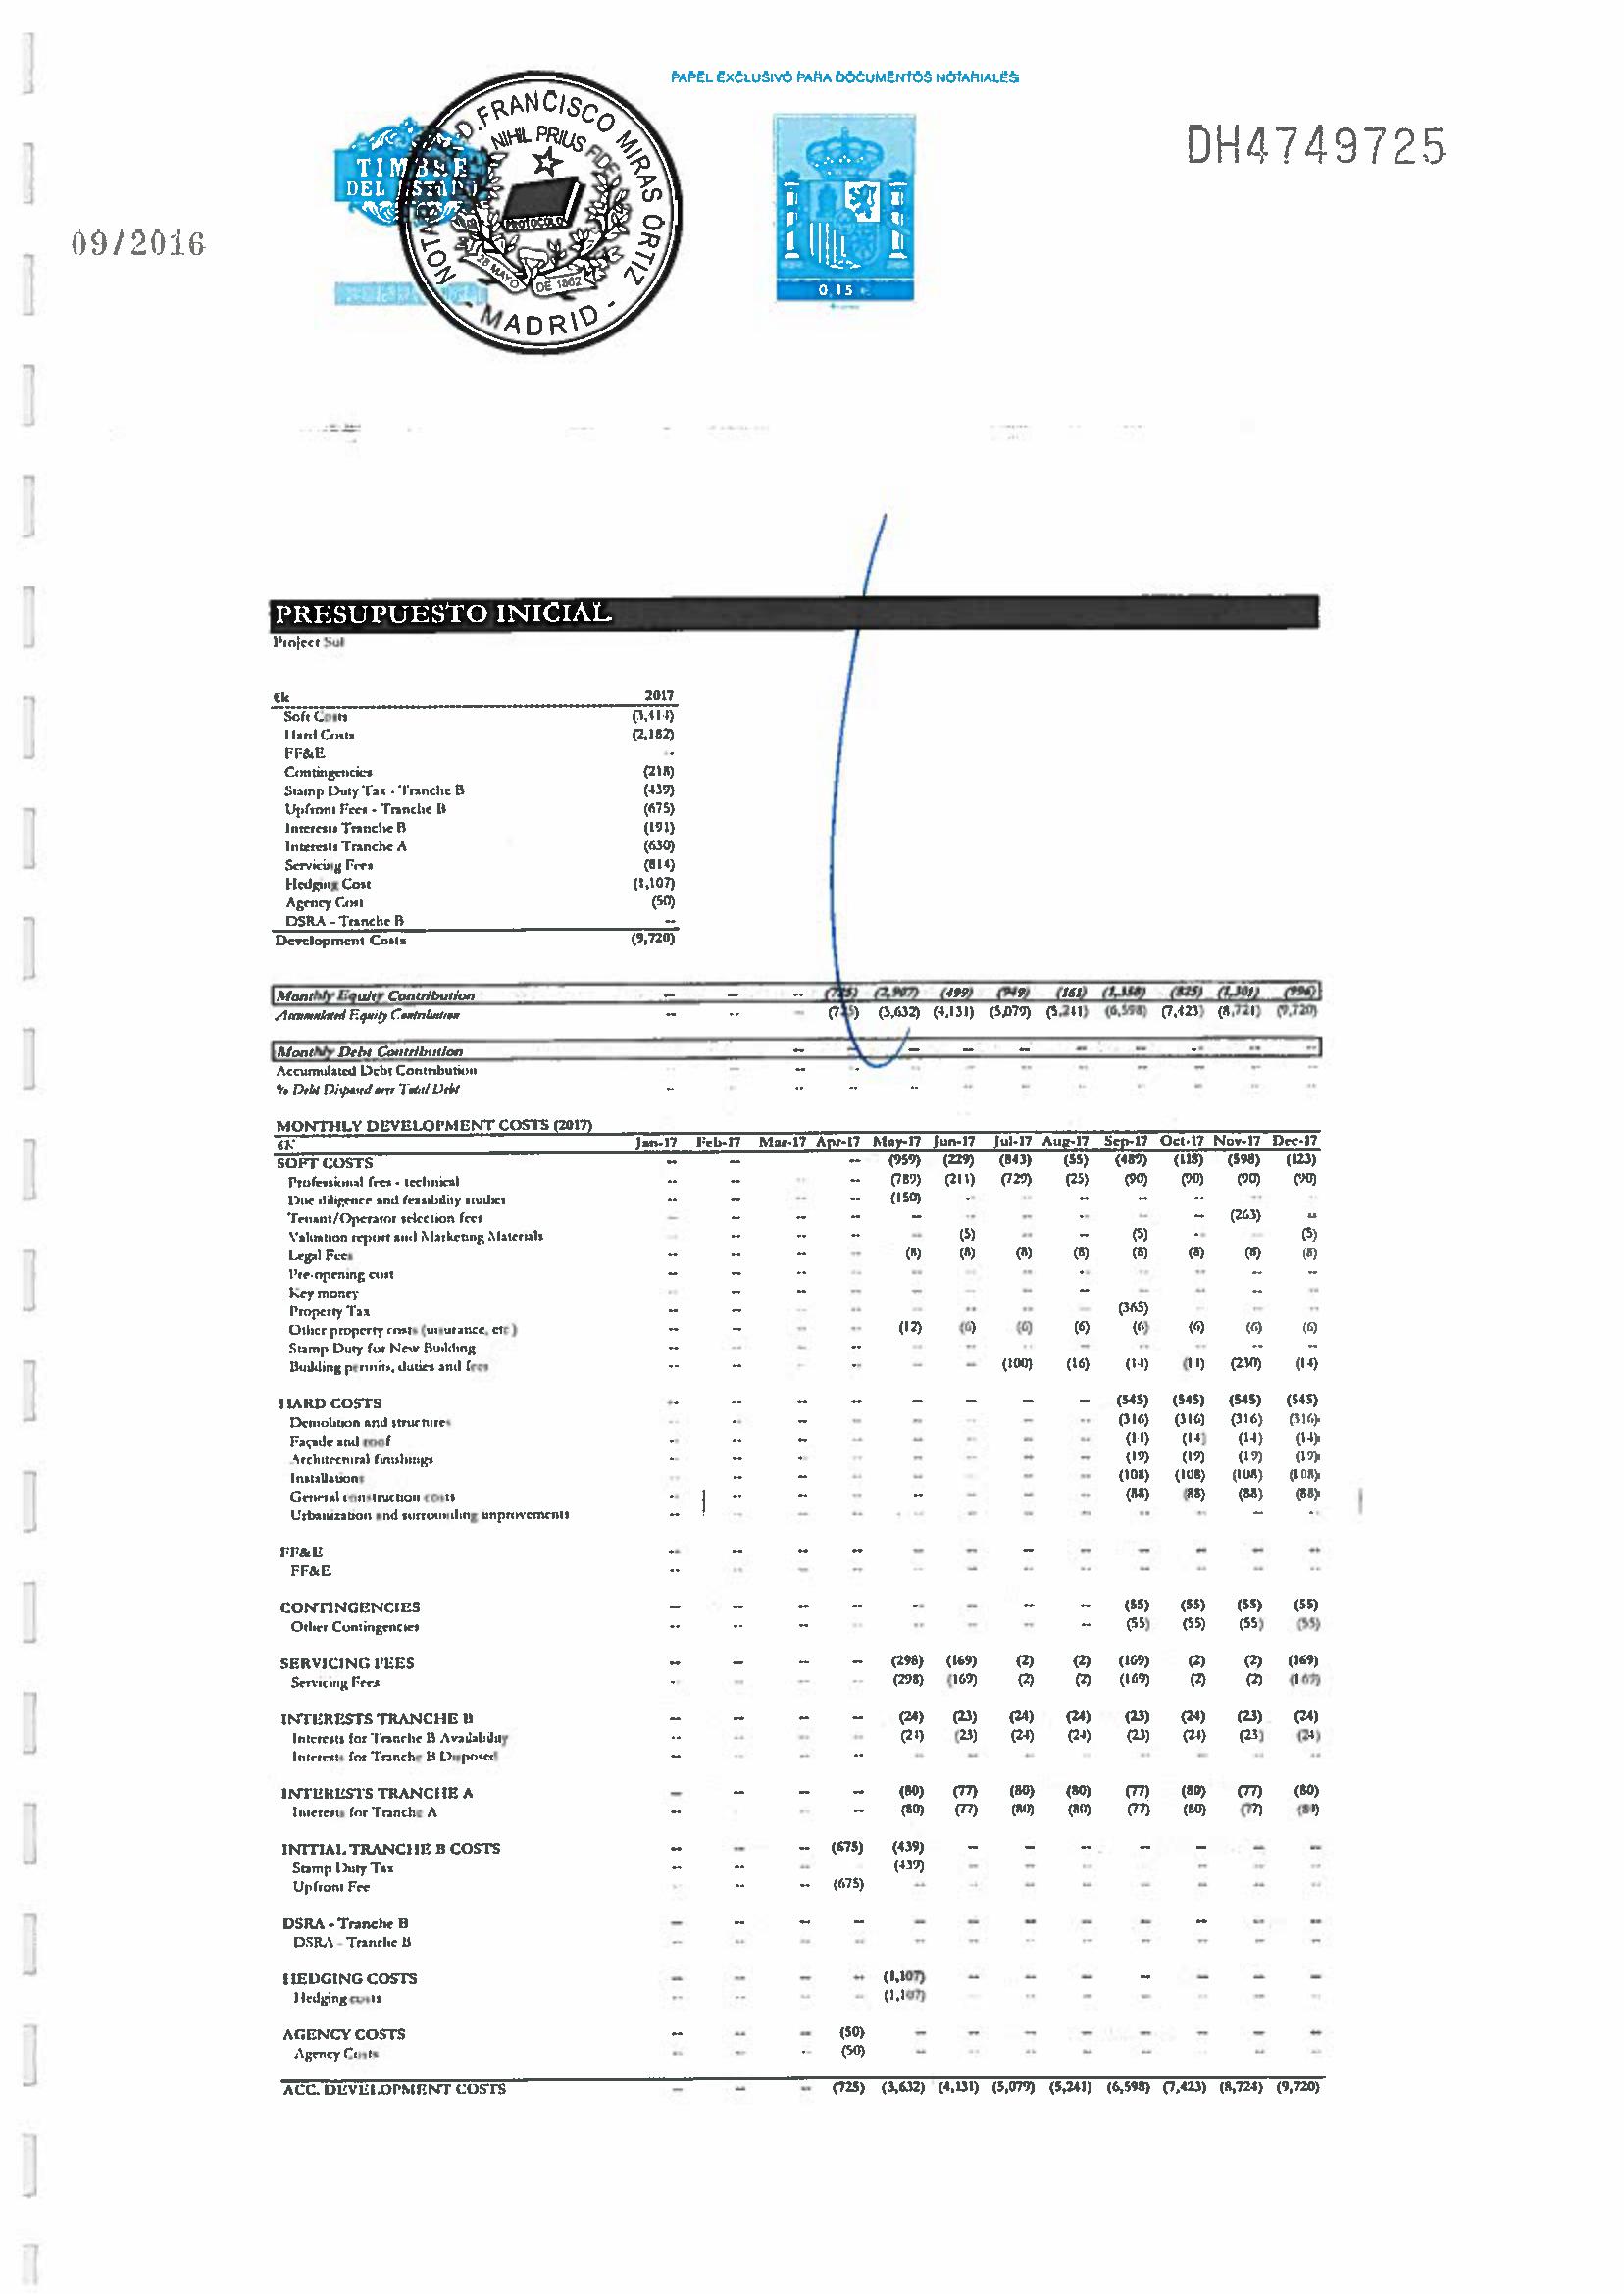 PAPEL EXCLUSIVO PARA DOCUMENTOS NOTARIALES
NOTARIA D. FRANCISCO MIRAS ORTIZ - MADRID -
NIHIL PRIUS FIDE
PROTOCOLO
28 MAYO DE 1862
TIMBRE
DEL ESTADO
0,15 €
DH4749725
09/2016
PRESUPUESTO INICIAL
Project Sol
€k 2017
Soft Costs (3,414)
Hard Costs (2,182)
FF&E --
Contingencies (218)
Stamp Duty Tax - Tranche B (439)
Upfront Fees - Tranche B (675)
Interests Tranche B (191)
Interests Tranche A (630)
Servicing Fees (814)
Hedging Cost (1,107)
Agency Cost (50)
DSRA - Tranche B --
Development Costs (9,720)
Monthly Equity Contribution -- -- -- (725) (2,907) (499) (949) (161) (1,358) (825) (1,301) (996)
Accumulated Equity Contribution -- -- -- (725) (3,632) (4,131) (5,079) (5,241) (6,598) (7,423) (8,724) (9,720)
Monthly Debt Contribution -- -- -- -- -- -- -- -- -- --
Accumulated Debt Contribution -- -- -- -- -- -- -- -- -- -- -- --
% Debt Disposed over Total Debt -- -- -- -- -- -- -- -- -- -- -- --
MONTHLY DEVELOPMENT COSTS (2017)
€k Jan-17 Feb-17 Mar-17 Apr-17 May-17 Jun-17 Jul-17 Aug-17 Sep-17 Oct-17 Nov-17 Dec-17
SOFT COSTS -- -- -- (959) (229) (843) (55) (487) (118) (598) (123)
Professional fees - technical -- -- -- -- (789) (211) (729) (25) (90) (90) (90) (90)
Due diligence and feasibility studies -- -- -- -- (150) -- -- -- -- -- -- --
Tenant/Operator selection fees -- -- -- -- -- -- -- -- -- -- (263) --
Valuation report and Marketing Materials -- -- -- -- -- (5) -- -- (5) -- -- (5)
Legal Fees -- -- -- -- (8) (8) (8) (8) (8) (8) (8) (8)
Pre-opening cost -- -- -- -- -- -- -- -- -- -- -- --
Key money -- -- -- -- -- -- -- -- -- -- -- --
Property Tax -- -- -- -- -- -- -- -- (365) -- -- --
Other property costs (insurance, etc.) -- -- -- -- (12) (6) (6) (6) (6) (6) (6) (6)
Stamp Duty for New Building -- -- -- -- -- -- -- -- -- -- -- --
Building permits, duties and fees -- -- -- -- -- -- (100) (16) (14) (14) (230) (14)
HARD COSTS -- -- -- -- -- -- -- -- (545) (545) (545) (545)
Demolition and structures -- -- -- -- -- -- -- -- (316) (316) (316) (316)
Façade and roof -- -- -- -- -- -- -- -- (14) (14) (14) (14)
Architectural finishings -- -- -- -- -- -- -- -- (19) (19) (19) (19)
Installations -- -- -- -- -- -- -- -- (108) (108) (108) (108)
General construction costs -- -- -- -- -- -- -- -- (88) (88) (88) (88)
Urbanization and surrounding improvements -- -- -- -- -- -- -- -- -- -- -- --
FF&E -- -- -- -- -- -- -- -- -- -- -- --
FF&E -- -- -- -- -- -- -- -- -- -- -- --
CONTINGENCIES -- -- -- -- -- -- -- -- (55) (55) (55) (55)
Other Contingencies -- -- -- -- -- -- -- -- (55) (55) (55) (55)
SERVICING FEES -- -- -- -- (298) (169) (2) (2) (169) (2) (2) (169)
Servicing Fees -- -- -- -- (298) (169) (2) (2) (169) (2) (2) (169)
INTERESTS TRANCHE B -- -- -- -- (24) (23) (24) (24) (23) (24) (23) (24)
Interests for Tranche B Availability -- -- -- -- (24) (23) (24) (24) (23) (24) (23) (24)
Interests for Tranche B Disposed -- -- -- -- -- -- -- -- -- -- -- --
INTERESTS TRANCHE A -- -- -- -- (80) (77) (80) (80) (77) (80) (77) (80)
Interests for Tranche A -- -- -- -- (80) (77) (80) (80) (77) (80) (77) (80)
INITIAL TRANCHE B COSTS -- -- -- (675) (439) -- -- -- -- -- -- --
Stamp Duty Tax -- -- -- -- (439) -- -- -- -- -- -- --
Upfront Fee -- -- -- (675) -- -- -- -- -- -- -- --
DSRA - Tranche B -- -- -- -- -- -- -- -- -- -- -- --
DSRA - Tranche B -- -- -- -- -- -- -- -- -- -- -- --
HEDGING COSTS -- -- -- -- (1,107) -- -- -- -- -- -- --
Hedging costs -- -- -- -- (1,107) -- -- -- -- -- -- --
AGENCY COSTS -- -- -- (50) -- -- -- -- -- -- -- --
Agency Costs -- -- -- (50) -- -- -- -- -- -- -- --
ACC. DEVELOPMENT COSTS -- -- -- (725) (3,632) (4,131) (5,079) (5,241) (6,598) (7,423) (8,724) (9,720)